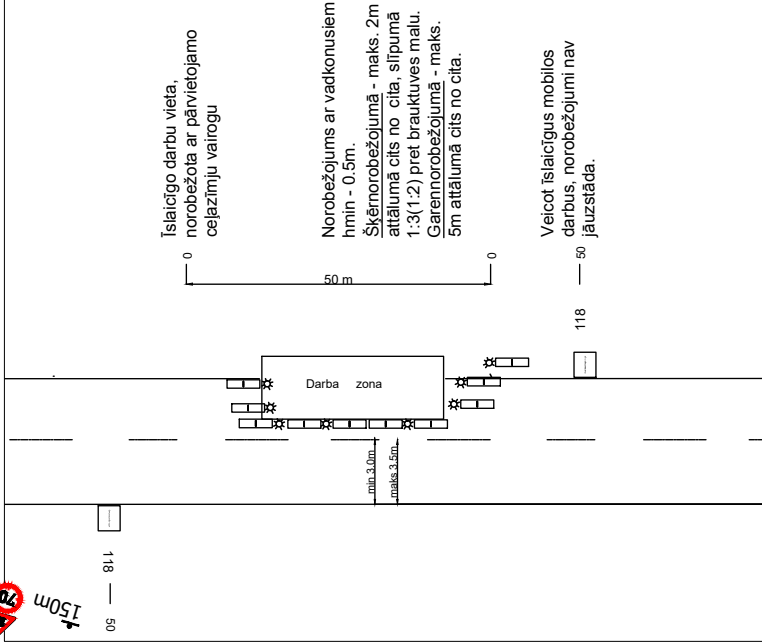 Īslaicīgo darbu vieta,
norobežota ar pārvietojamo
ceļazīmju vairogu
Norobežojums ar vadkonusiem
hmin - 0.5m.
Šķērnorobežojumā - maks. 2m
attālumā cits no cita, slīpumā
1:3(1:2) pret brauktuves malu.
Garennorobežojumā - maks.
5m attālumā cits no cita.
Veicot īslaicīgus mobilos
darbus, norobežojumi nav
jāuzstāda.
0
50 m
0
50
118
Darba zona
min 3.0m
maks 3.5m
118
50
150m
70